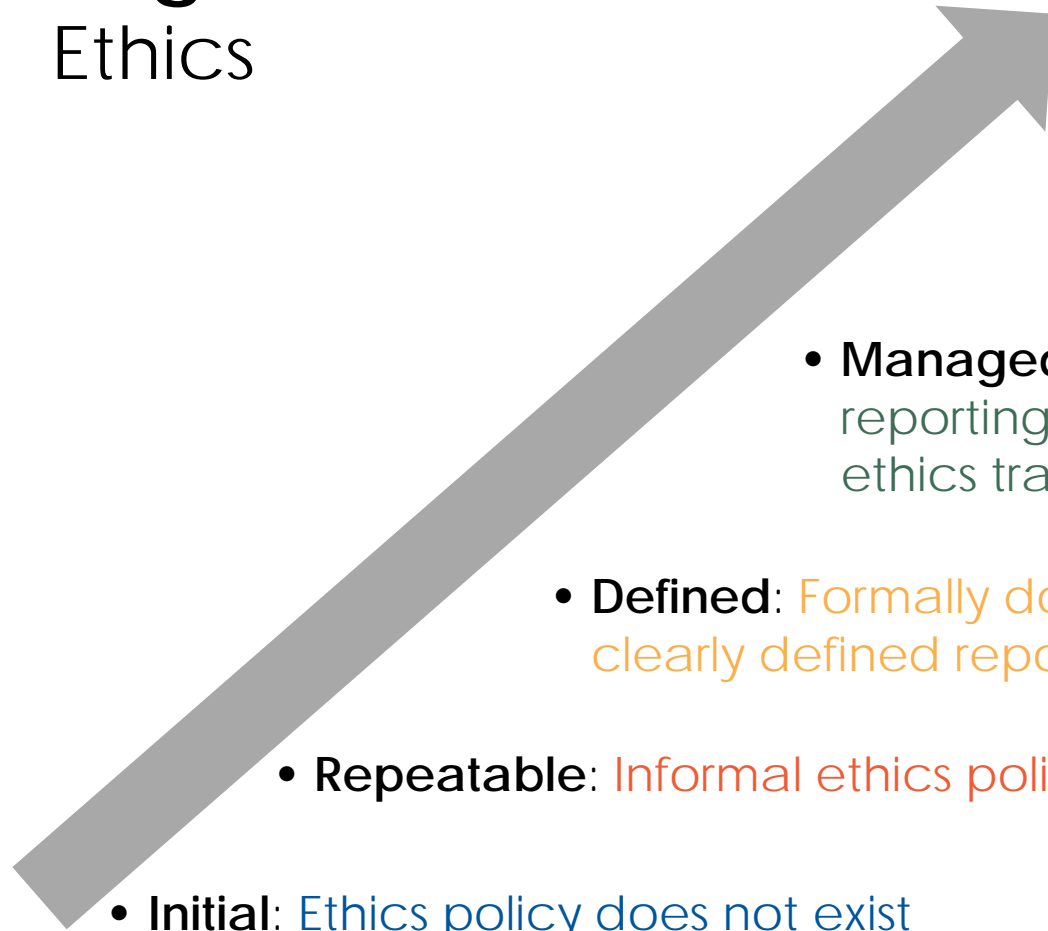 Ethics
• Managed
reporting
ethics tra
• Defined: Formally do
clearly defined repo
• Repeatable: Informal ethics poli
• Initial: Ethics policy does not exist